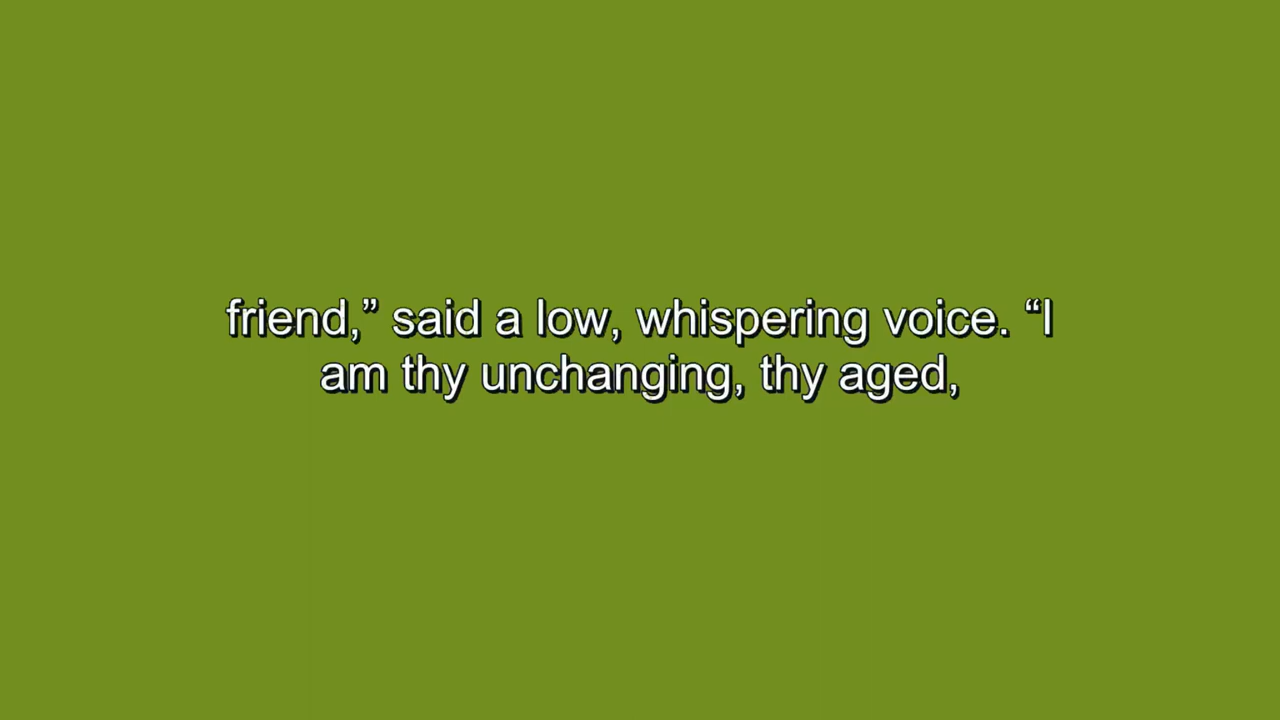 friend,” said a low, whispering voice. “I
am thy unchanging, thy aged,